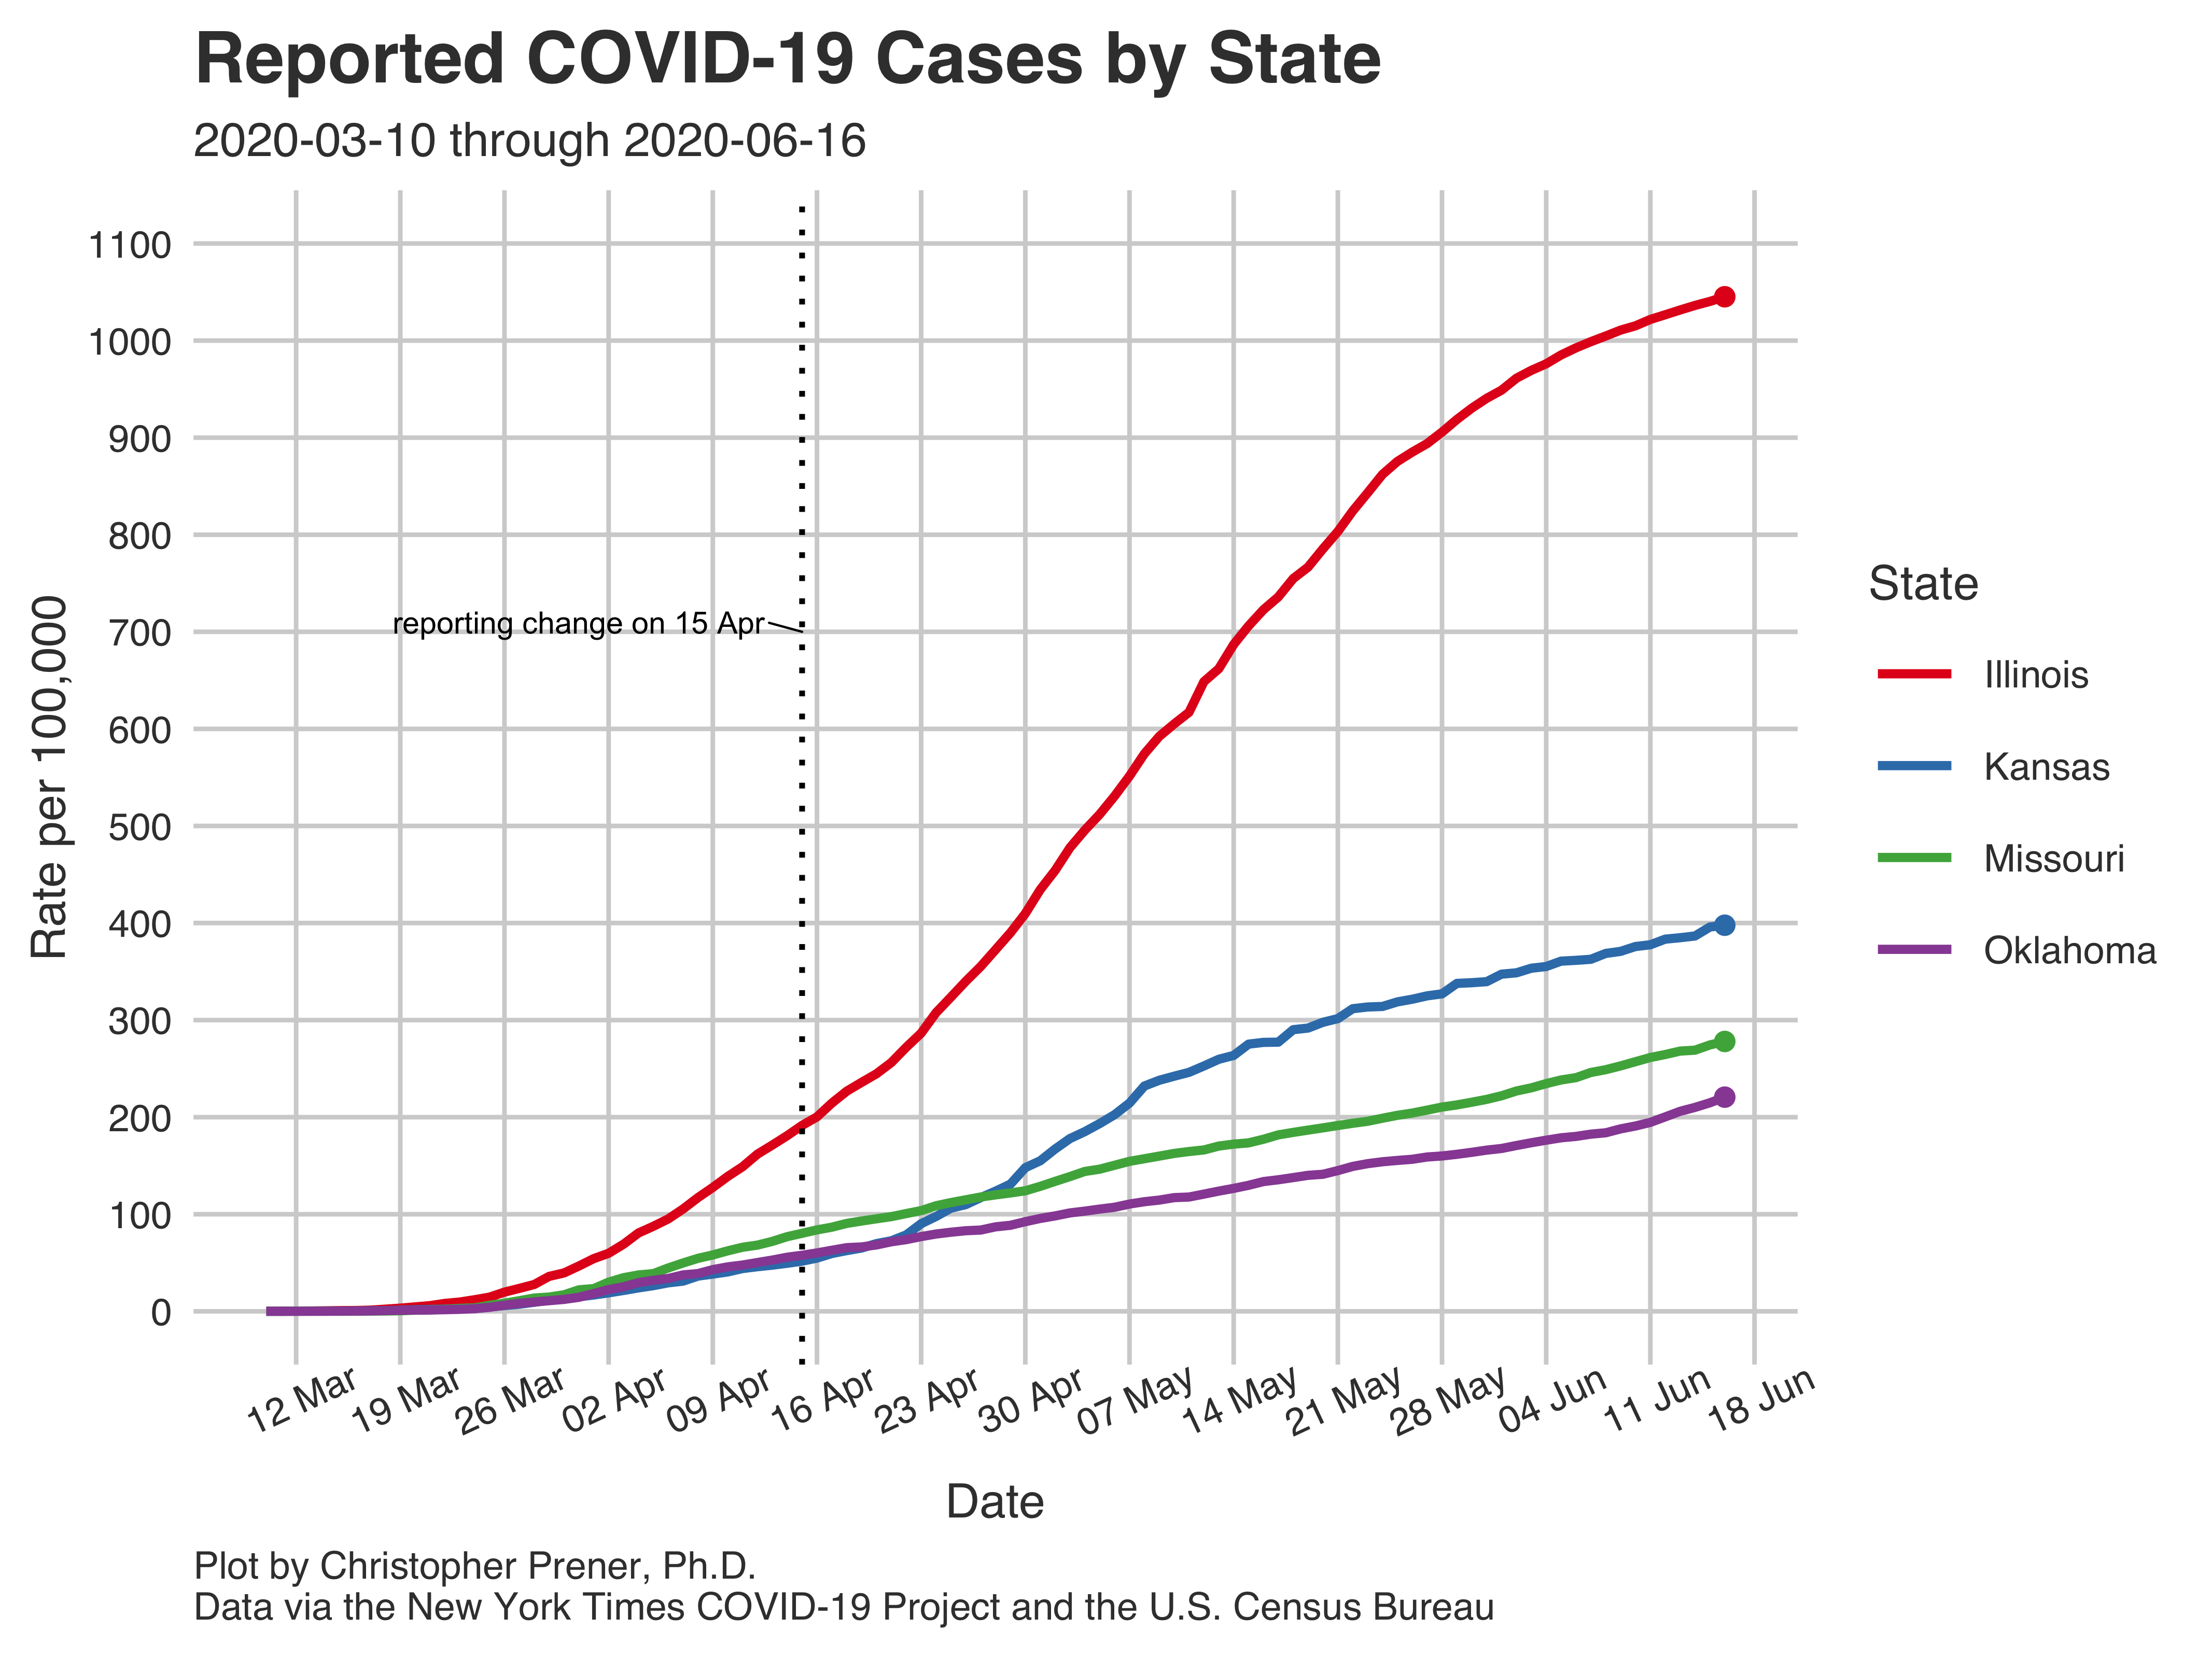 Reported COVID-19 Cases by State
2020-03-10 through 2020-06-16
Rate per 100,000
1100
1000
900
800
700
600
500
400
300
200
100
0
reporting change on 15 Apr
12 Mar
19 Mar
26 Mar
02 Apr
09 Apr
16 Apr
23 Apr
30 Apr
07 May
14 May
21 May
28 May
04 Jun
11 Jun
18 Jun
Date
State
Illinois
Kansas
Missouri
Oklahoma
Plot by Christopher Prener, Ph.D.
Data via the New York Times COVID-19 Project and the U.S. Census Bureau